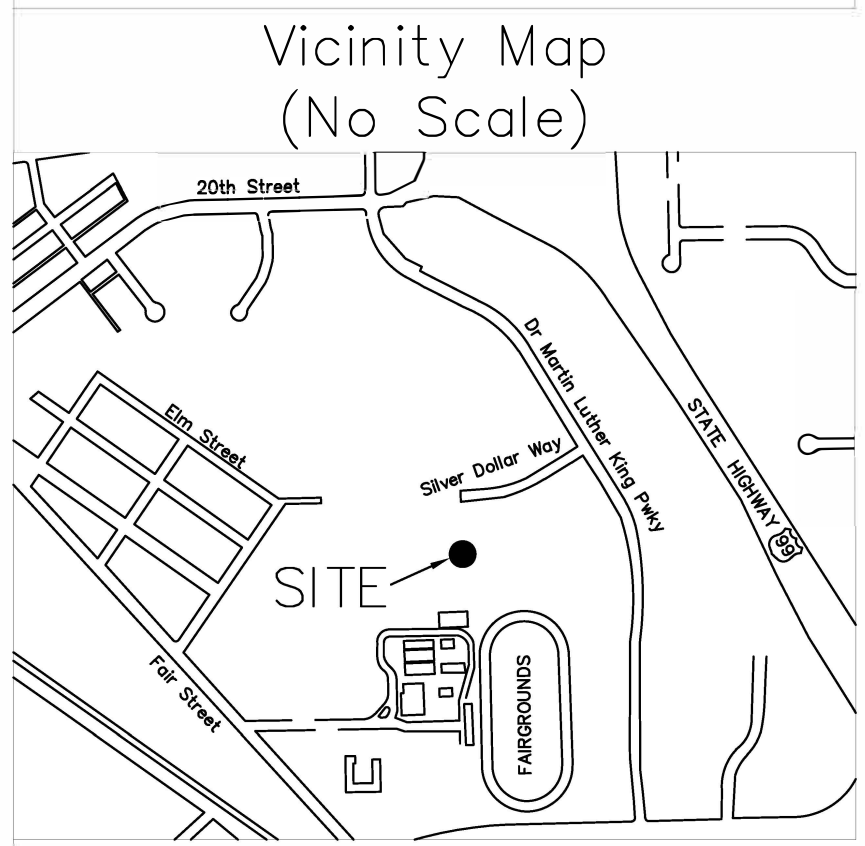 Vicinity Map
(No Scale)
20th Street
Dr Martin Luther King Pwky
STATE HIGHWAY
99
Elm Street
Silver Dollar Way
SITE
Fair Street
FAIRGROUNDS